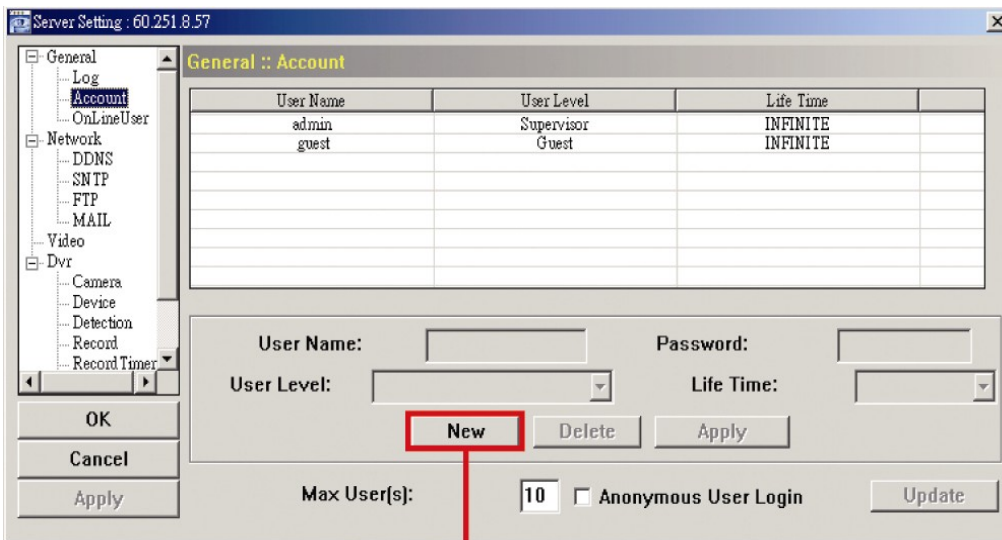 Server Setting : 60.251.8.57
General
Log
Account
OnLineUser
Network
DDNS
SNTP
FTP
MAIL
Video
Dvr
Camera
Device
Detection
Record
Record Timer
OK
Cancel
Apply
General :: Account
User Name User Level Life Time
admin Supervisor INFINITE
guest Guest INFINITE
User Name: Password:
User Level: Life Time:
New Delete Apply
Max User(s): 10 Anonymous User Login Update